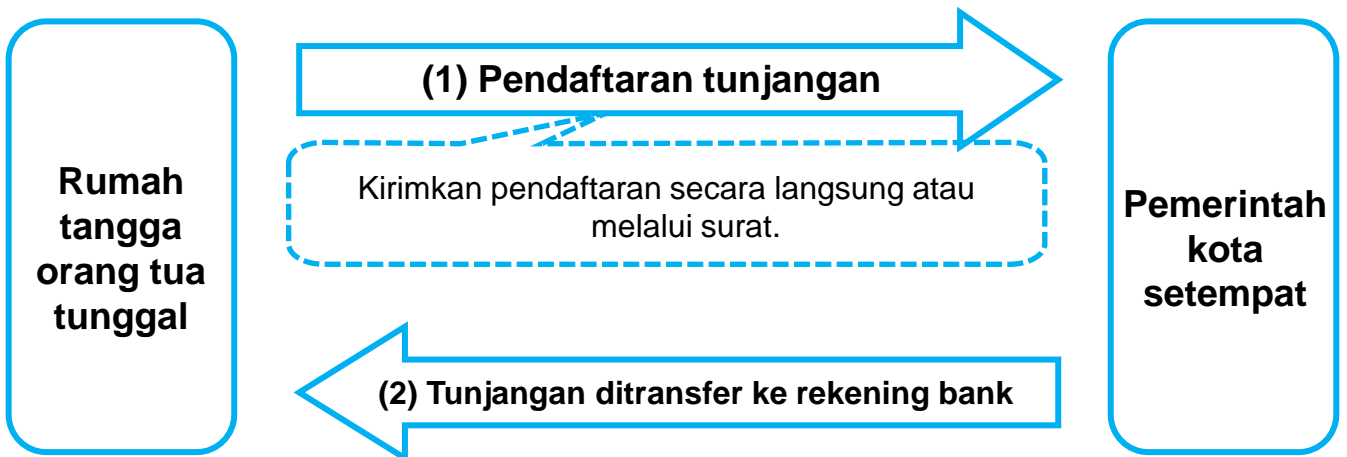 Rumah
tangga
orang tua
tunggal
(1) Pendaftaran tunjangan
Kirimkan pendaftaran secara langsung atau
melalui surat.
(2) Tunjangan ditransfer ke rekening bank
Pemerintah
kota
setempat